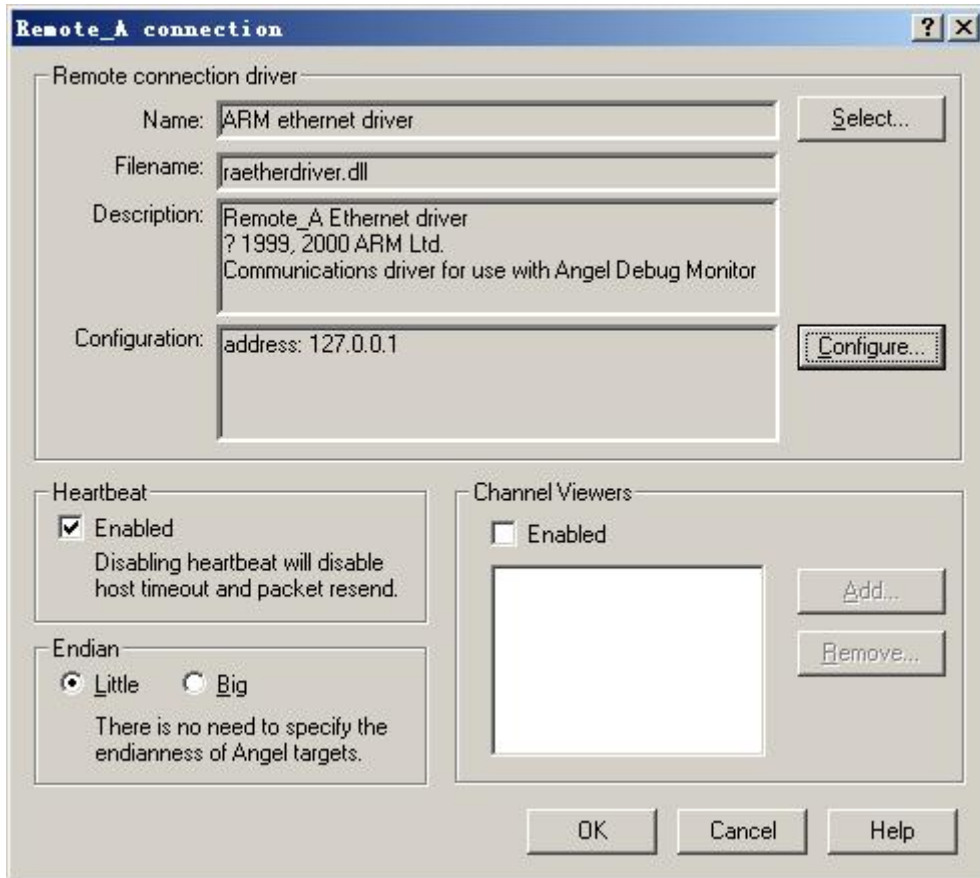 Remote_A connection
Remote connection driver
Name: ARM ethernet driver
Select...
Filename: raetherdriver.dll
Description: Remote_A Ethernet driver
? 1999, 2000 ARM Ltd.
Communications driver for use with Angel Debug Monitor
Configuration: address: 127.0.0.1
Configure...
Heartbeat
Enabled
Disabling heartbeat will disable
host timeout and packet resend.
Endian
Little Big
There is no need to specify the
endianness of Angel targets.
Channel Viewers
Enabled
Add...
Remove...
OK Cancel Help